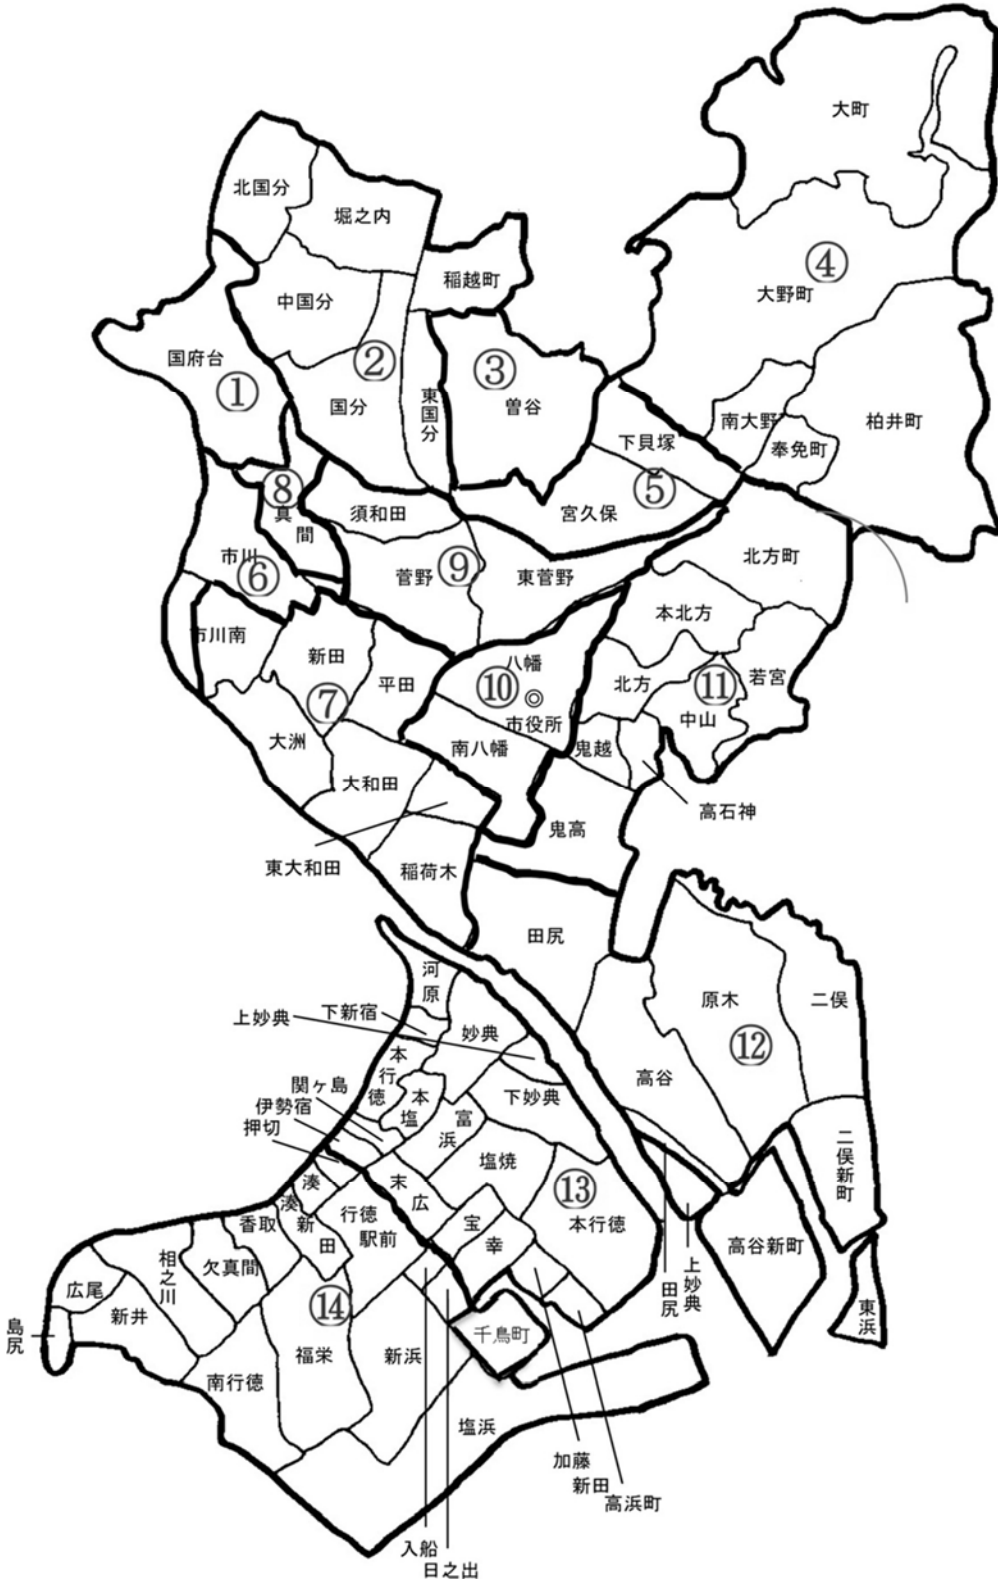 大町
北国分
堀之内
④
大野町
稲越町
中国分
国府台
①
②
国分
東国分
③
曽谷
南大野
奉免町
柏井町
下貝塚
⑤
宮久保
⑧
真間
須和田
市川
⑥
菅野
⑨
東菅野
北方町
本北方
市川南
新田
平田
⑦
八幡
⑩
◎
市役所
南八幡
北方
⑪
中山
若宮
大洲
大和田
鬼越
高石神
東大和田
稲荷木
鬼高
田尻
河原
下新宿
上妙典
妙典
原木
二俣
⑫
本行徳
関ヶ島
伊勢宿
押切
本塩
富浜
下妙典
高谷
塩焼
⑬
本行徳
二俣新町
湊
湊新田
末広
行徳
駅前
宝
幸
香取
相之川
欠真間
広尾
新井
島尻
⑭
福栄
南行徳
新浜
千鳥町
塩浜
田尻
上妙典
高谷新町
東浜
加藤
新田
高浜町
入船
日之出